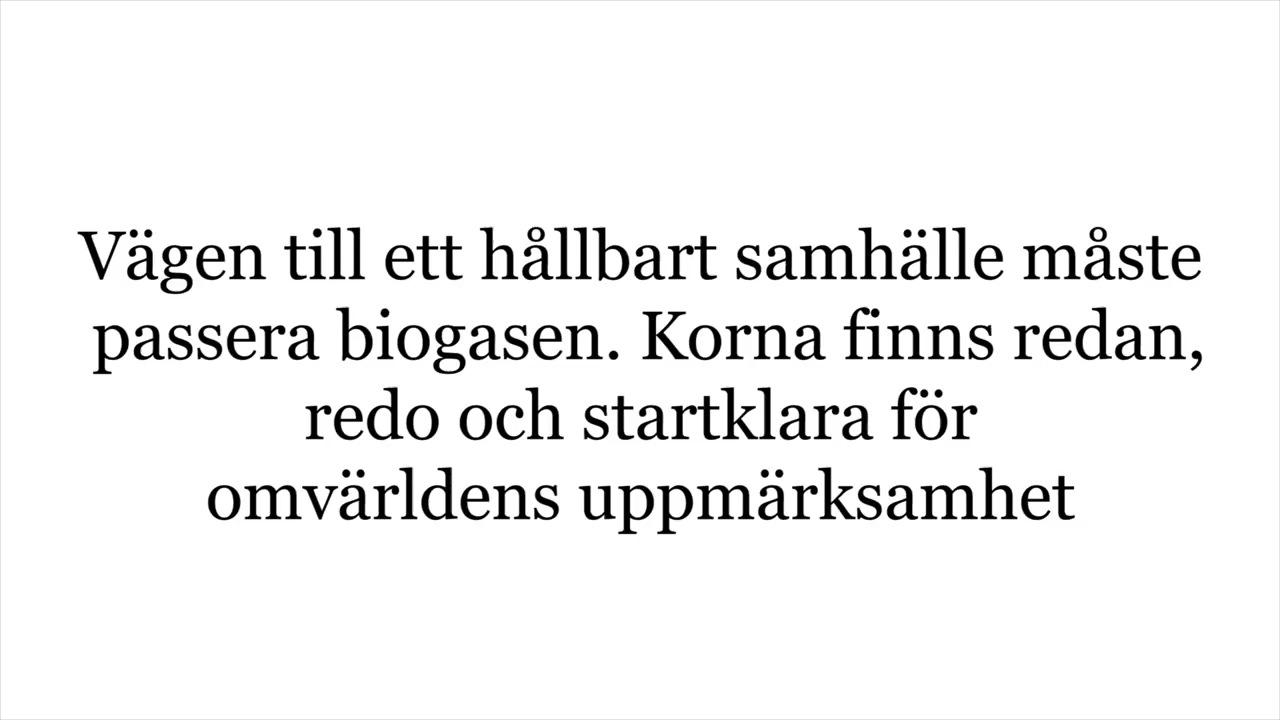 Vägen till ett hållbart samhälle måste
passera biogasen. Korna finns redan,
redo och startklara för
omvärldens uppmärksamhet